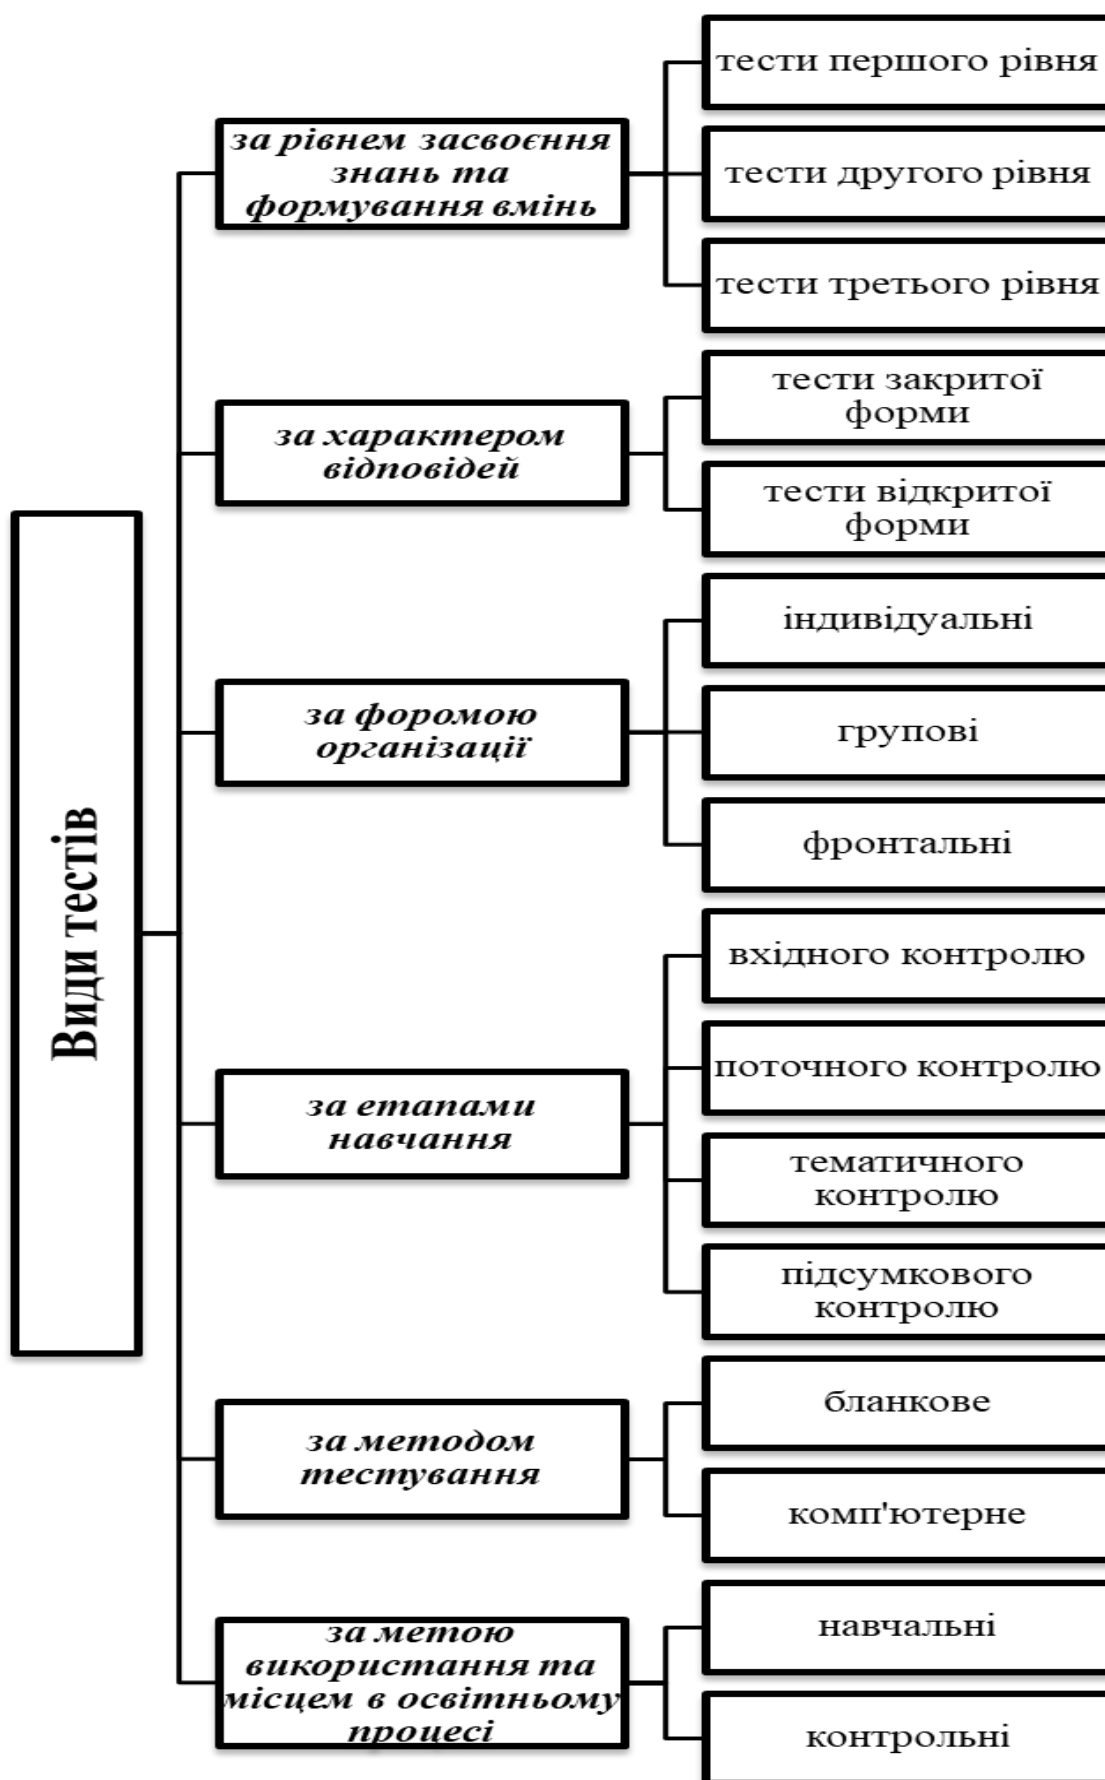 Види тестів
за рівнем засвоєння
знань та
формування вмінь
тести першого рівня
тести другого рівня
тести третього рівня
за характером
відповідей
тести закритої
форми
тести відкритої
форми
за форомою
організації
індивідуальні
групові
фронтальні
за етапами
навчання
вхідного контролю
поточного контролю
тематичного
контролю
підсумкового
контролю
за методом
тестування
бланкове
комп'ютерне
за метою
використання та
місцем в освітньому
процесі
навчальні
контрольні